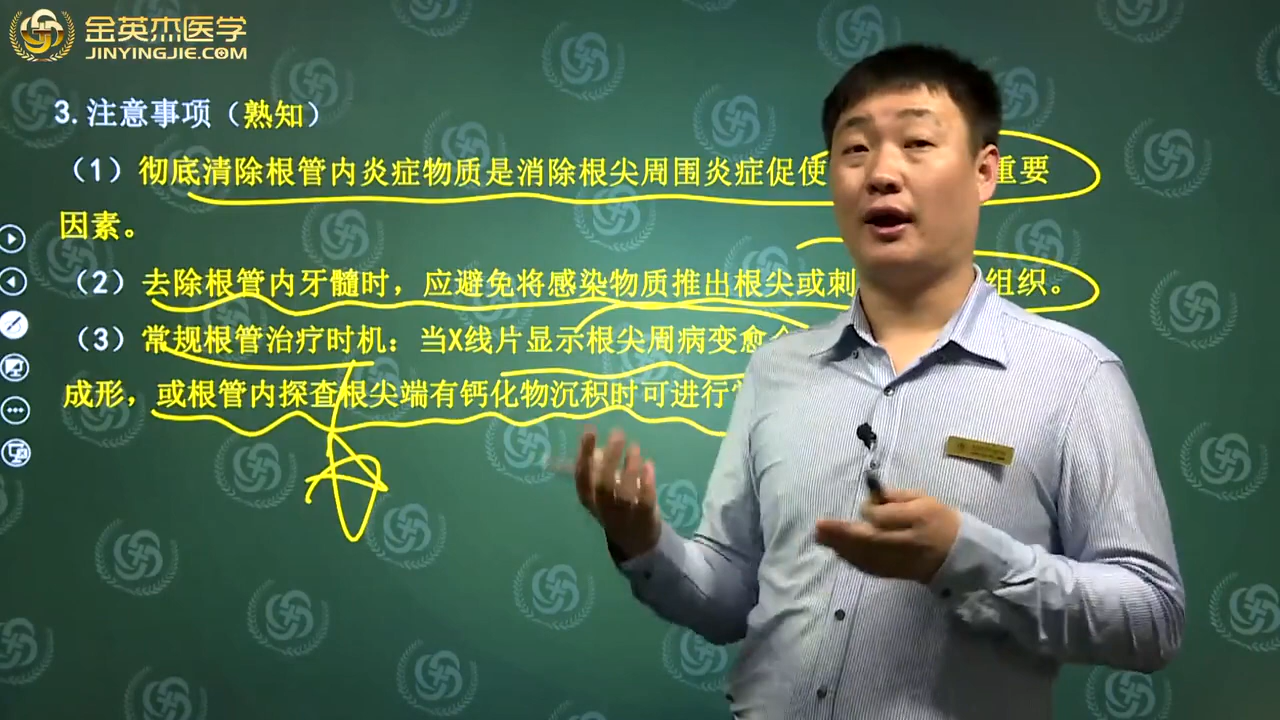 金英杰医学
JINYINGJIE.COM
3. 注意事项（熟知）
（1）彻底清除根管内炎症物质是消除根尖周围炎症促使 重要
因素。
（2）去除根管内牙髓时，应避免将感染物质推出根尖或刺 组织。
（3）常规根管治疗时机：当X线片显示根尖周病变愈
成形，或根管内探查根尖端有钙化物沉积时可进行